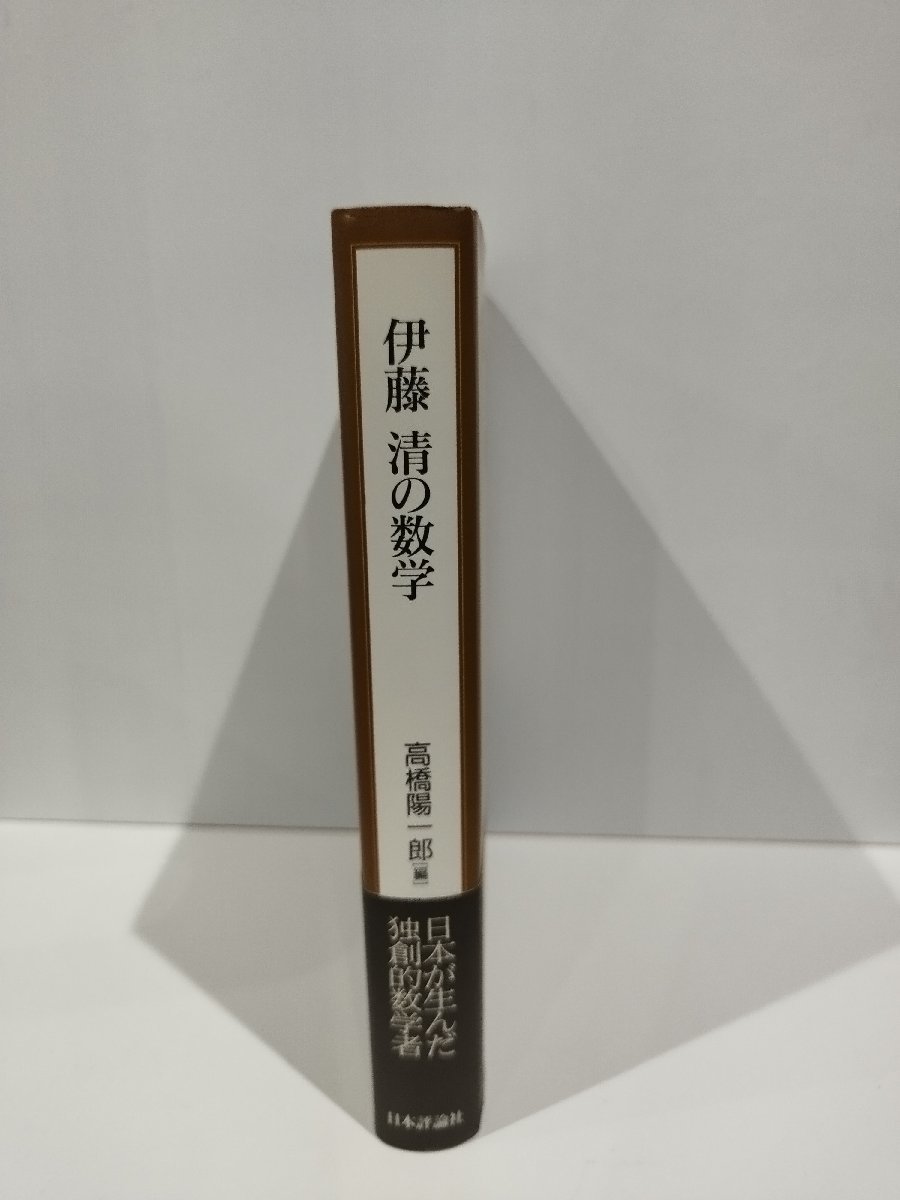 伊藤 清の数学
高橋陽一郎[編]
日本が生んだ
独創的数学者
日本評論社